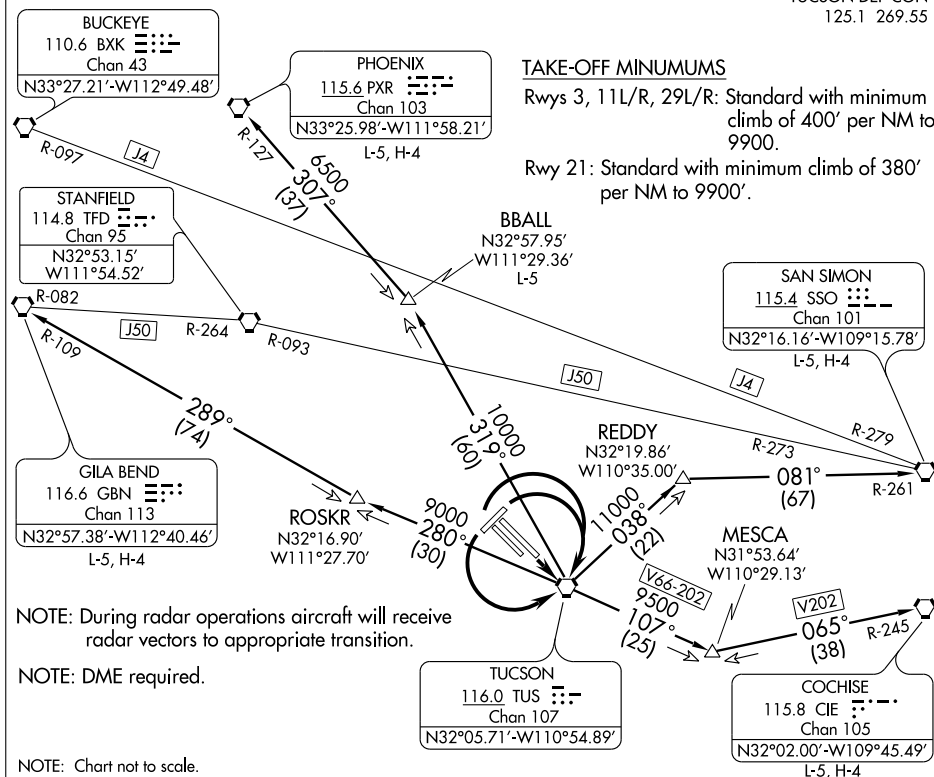 TUCSON DEP CON
125.1 269.55
BUCKEYE
110.6 BXK
Chan 43
N33°27.21'-W112°49.48'
PHOENIX
115.6 PXR
Chan 103
N33°25.98'-W111°58.21'
L-5, H-4
TAKE-OFF MINUMUMS
Rwys 3, 11L/R, 29L/R: Standard with minimum
climb of 400' per NM to
9900.
Rwy 21: Standard with minimum climb of 380'
per NM to 9900'.
R-097
J4
R-127
6500
307°
(37)
STANFIELD
114.8 TFD
Chan 95
N32°53.15'
W111°54.52'
BBALL
N32°57.95'
W111°29.36'
L-5
SAN SIMON
115.4 SSO
Chan 101
N32°16.16'-W109°15.78'
L-5, H-4
R-082
J50
R-264
R-093
R-109
J50
J4
289°
(74)
10000
319°
(60)
REDDY
N32°19.86'
W110°35.00'
R-273
R-279
081°
(67)
R-261
GILA BEND
116.6 GBN
Chan 113
N32°57.38'-W112°40.46'
L-5, H-4
ROSKR
N32°16.90'
W111°27.70'
9000
280°
(30)
11000
038°
(22)
MESCA
N31°53.64'
W110°29.13'
V66-202
9500
107°
(25)
V202
065°
(38)
R-245
NOTE: During radar operations aircraft will receive
radar vectors to appropriate transition.
NOTE: DME required.
TUCSON
116.0 TUS
Chan 107
N32°05.71'-W110°54.89'
COCHISE
115.8 CIE
Chan 105
N32°02.00'-W109°45.49'
L-5, H-4
NOTE: Chart not to scale.